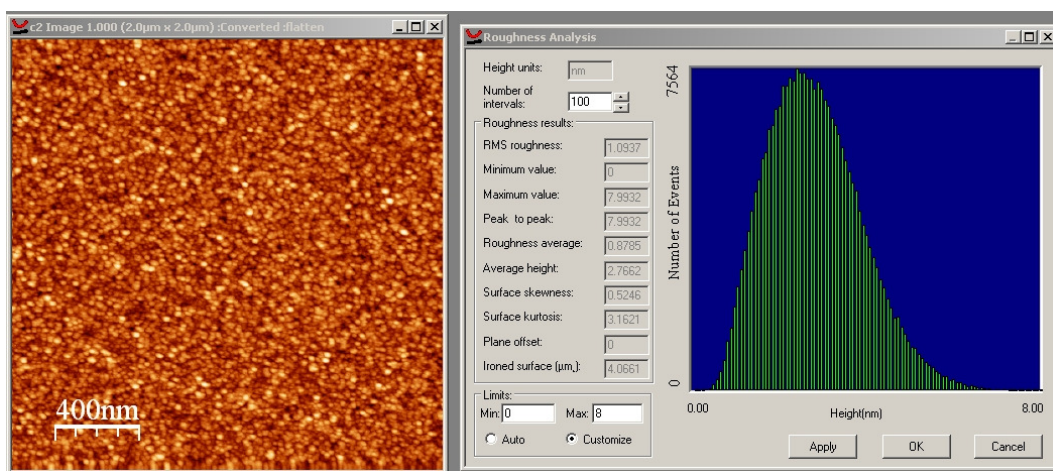 c2 Image 1.000 (2.0µm x 2.0µm) :Converted :flatten
400nm
Roughness Analysis
Height units: nm
Number of
intervals: 100
Roughness results:
RMS roughness: 1.0937
Minimum value: 0
Maximum value: 7.9932
Peak to peak: 7.9932
Roughness average: 0.8785
Average height: 2.7662
Surface skewness: 0.5246
Surface kurtosis: 3.1621
Plane offset: 0
Ironed surface (µm,): 4.0661
Limits:
Min: 0 Max: 8
Auto Customize
7564
Number of Events
0
0.00 Height(nm) 8.00
Apply OK Cancel